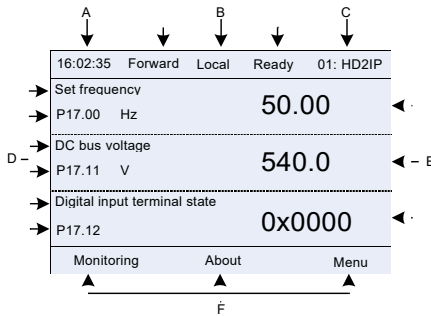 A B C
16:02:35 Forward Local Ready 01: HD2IP
Set frequency
P17.00 Hz 50.00
DC bus voltage
D P17.11 V 540.0 E
Digital input terminal state
P17.12 0x0000
Monitoring About Menu
F